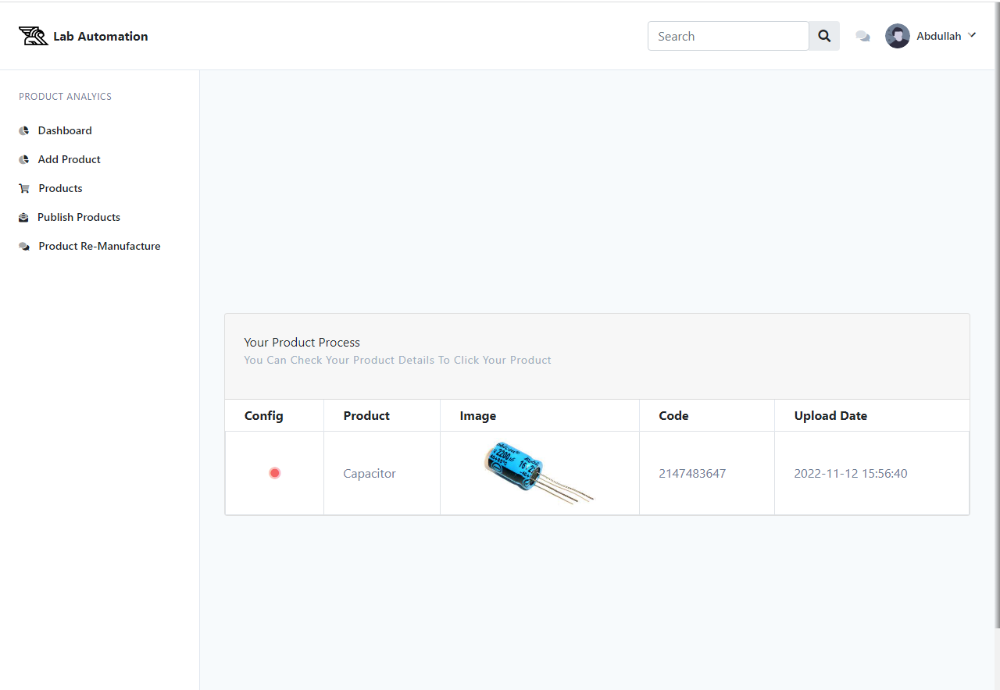 Lab Automation
Search
Abdullah
PRODUCT ANALYICS
Dashboard
Add Product
Products
Publish Products
Product Re-Manufacture
Your Product Process
You Can Check Your Product Details To Click Your Product
Config Product Image Code Upload Date
Capacitor 2147483647 2022-11-12 15:56:40
2200